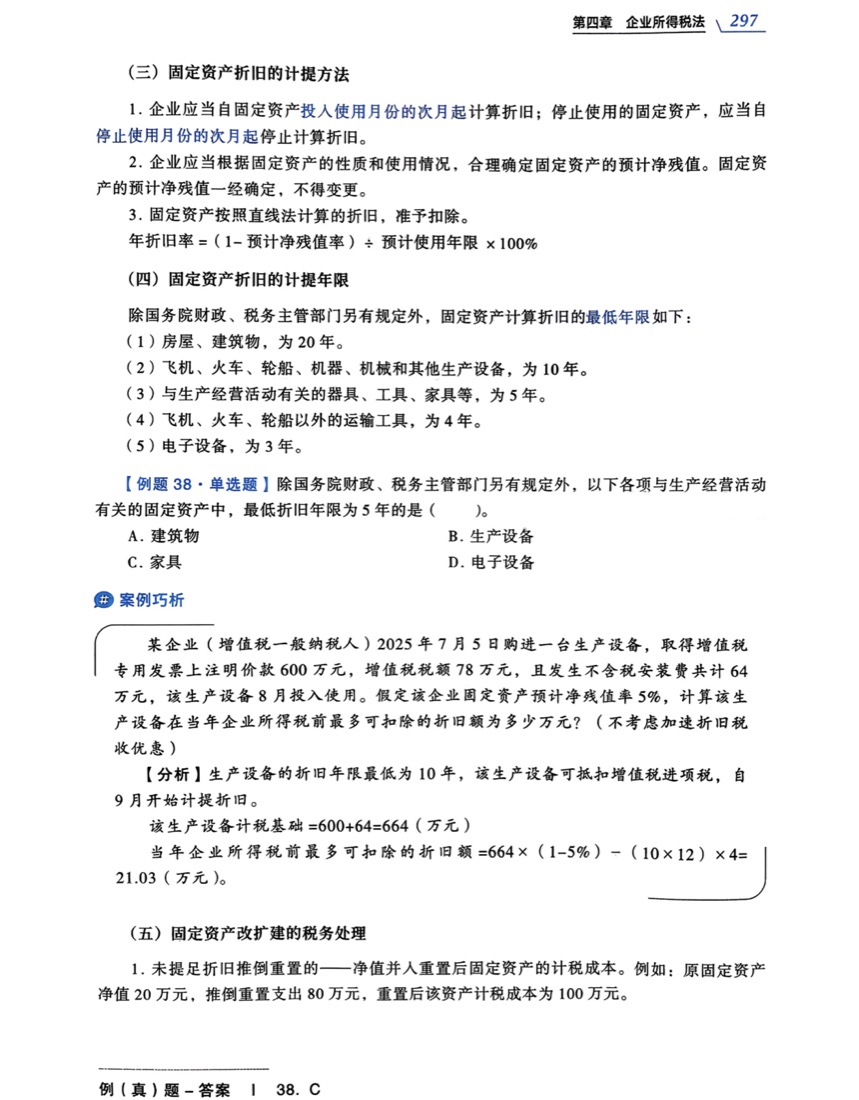 第四章 企业所得税法 297
（三）固定资产折旧的计提方法
1. 企业应当自固定资产投入使用月份的次月起计算折旧；停止使用的固定资产，应当自
停止使用月份的次月起停止计算折旧。
2. 企业应当根据固定资产的性质和使用情况，合理确定固定资产的预计净残值。固定资
产的预计净残值一经确定，不得变更。
3. 固定资产按照直线法计算的折旧，准予扣除。
年折旧率 =（1- 预计净残值率）÷ 预计使用年限 ×100%
（四）固定资产折旧的计提年限
除国务院财政、税务主管部门另有规定外，固定资产计算折旧的最低年限如下：
（1）房屋、建筑物，为 20 年。
（2）飞机、火车、轮船、机器、机械和其他生产设备，为 10 年。
（3）与生产经营活动有关的器具、工具、家具等，为 5 年。
（4）飞机、火车、轮船以外的运输工具，为 4 年。
（5）电子设备，为 3 年。
【例题 38·单选题】除国务院财政、税务主管部门另有规定外，以下各项与生产经营活动
有关的固定资产中，最低折旧年限为 5 年的是（  ）。
A. 建筑物 B. 生产设备
C. 家具 D. 电子设备
# 案例巧析
某企业（增值税一般纳税人）2025 年 7 月 5 日购进一台生产设备，取得增值税
专用发票上注明价款 600 万元，增值税税额 78 万元，且发生不含税安装费共计 64
万元，该生产设备 8 月投入使用。假定该企业固定资产预计净残值率 5%，计算该生
产设备在当年企业所得税前最多可扣除的折旧额为多少万元？（不考虑加速折旧税
收优惠）
【分析】生产设备的折旧年限最低为 10 年，该生产设备可抵扣增值税进项税，自
9 月开始计提折旧。
该生产设备计税基础 =600+64=664（万元）
当年企业所得税前最多可扣除的折旧额 =664×（1-5%）÷（10×12）×4=
21.03（万元）。
（五）固定资产改扩建的税务处理
1. 未提足折旧推倒重置的——净值并入重置后固定资产的计税成本。例如：原固定资产
净值 20 万元，推倒重置支出 80 万元，重置后该资产计税成本为 100 万元。
例（真）题 – 答案 | 38. C